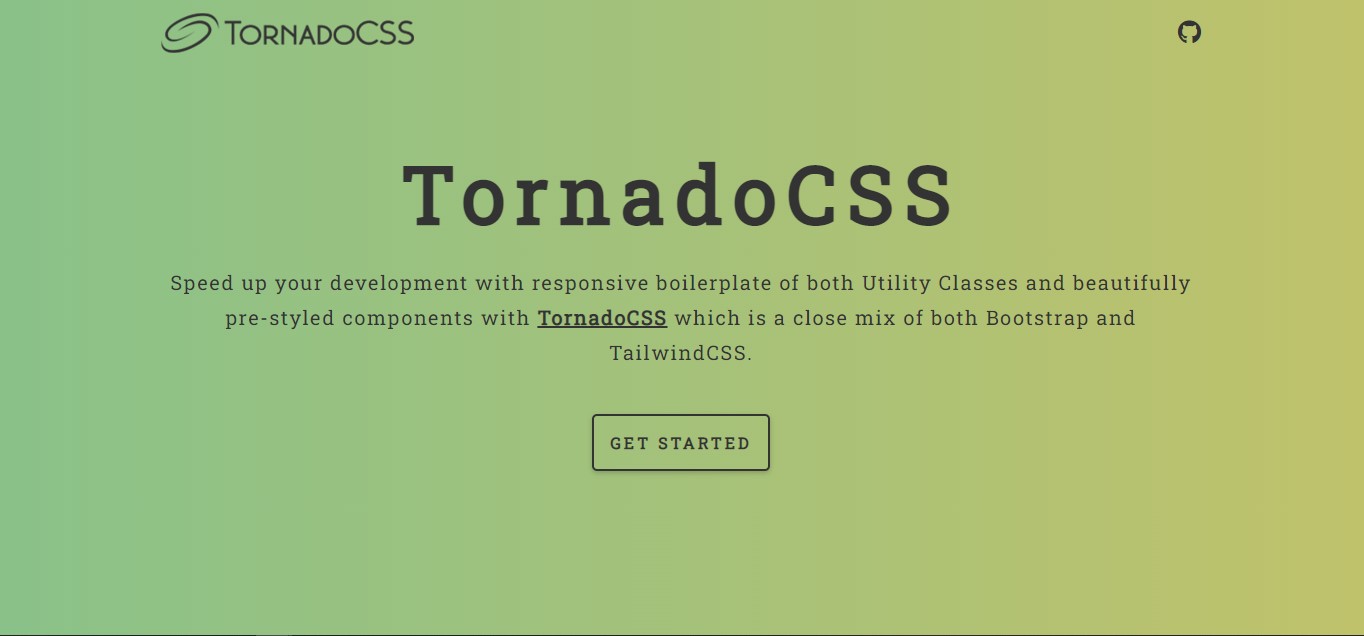 TORNADOCSS
TornadoCSS
Speed up your development with responsive boilerplate of both Utility Classes and beautifully
pre-styled components with TornadoCSS which is a close mix of both Bootstrap and
TailwindCSS.
GET STARTED